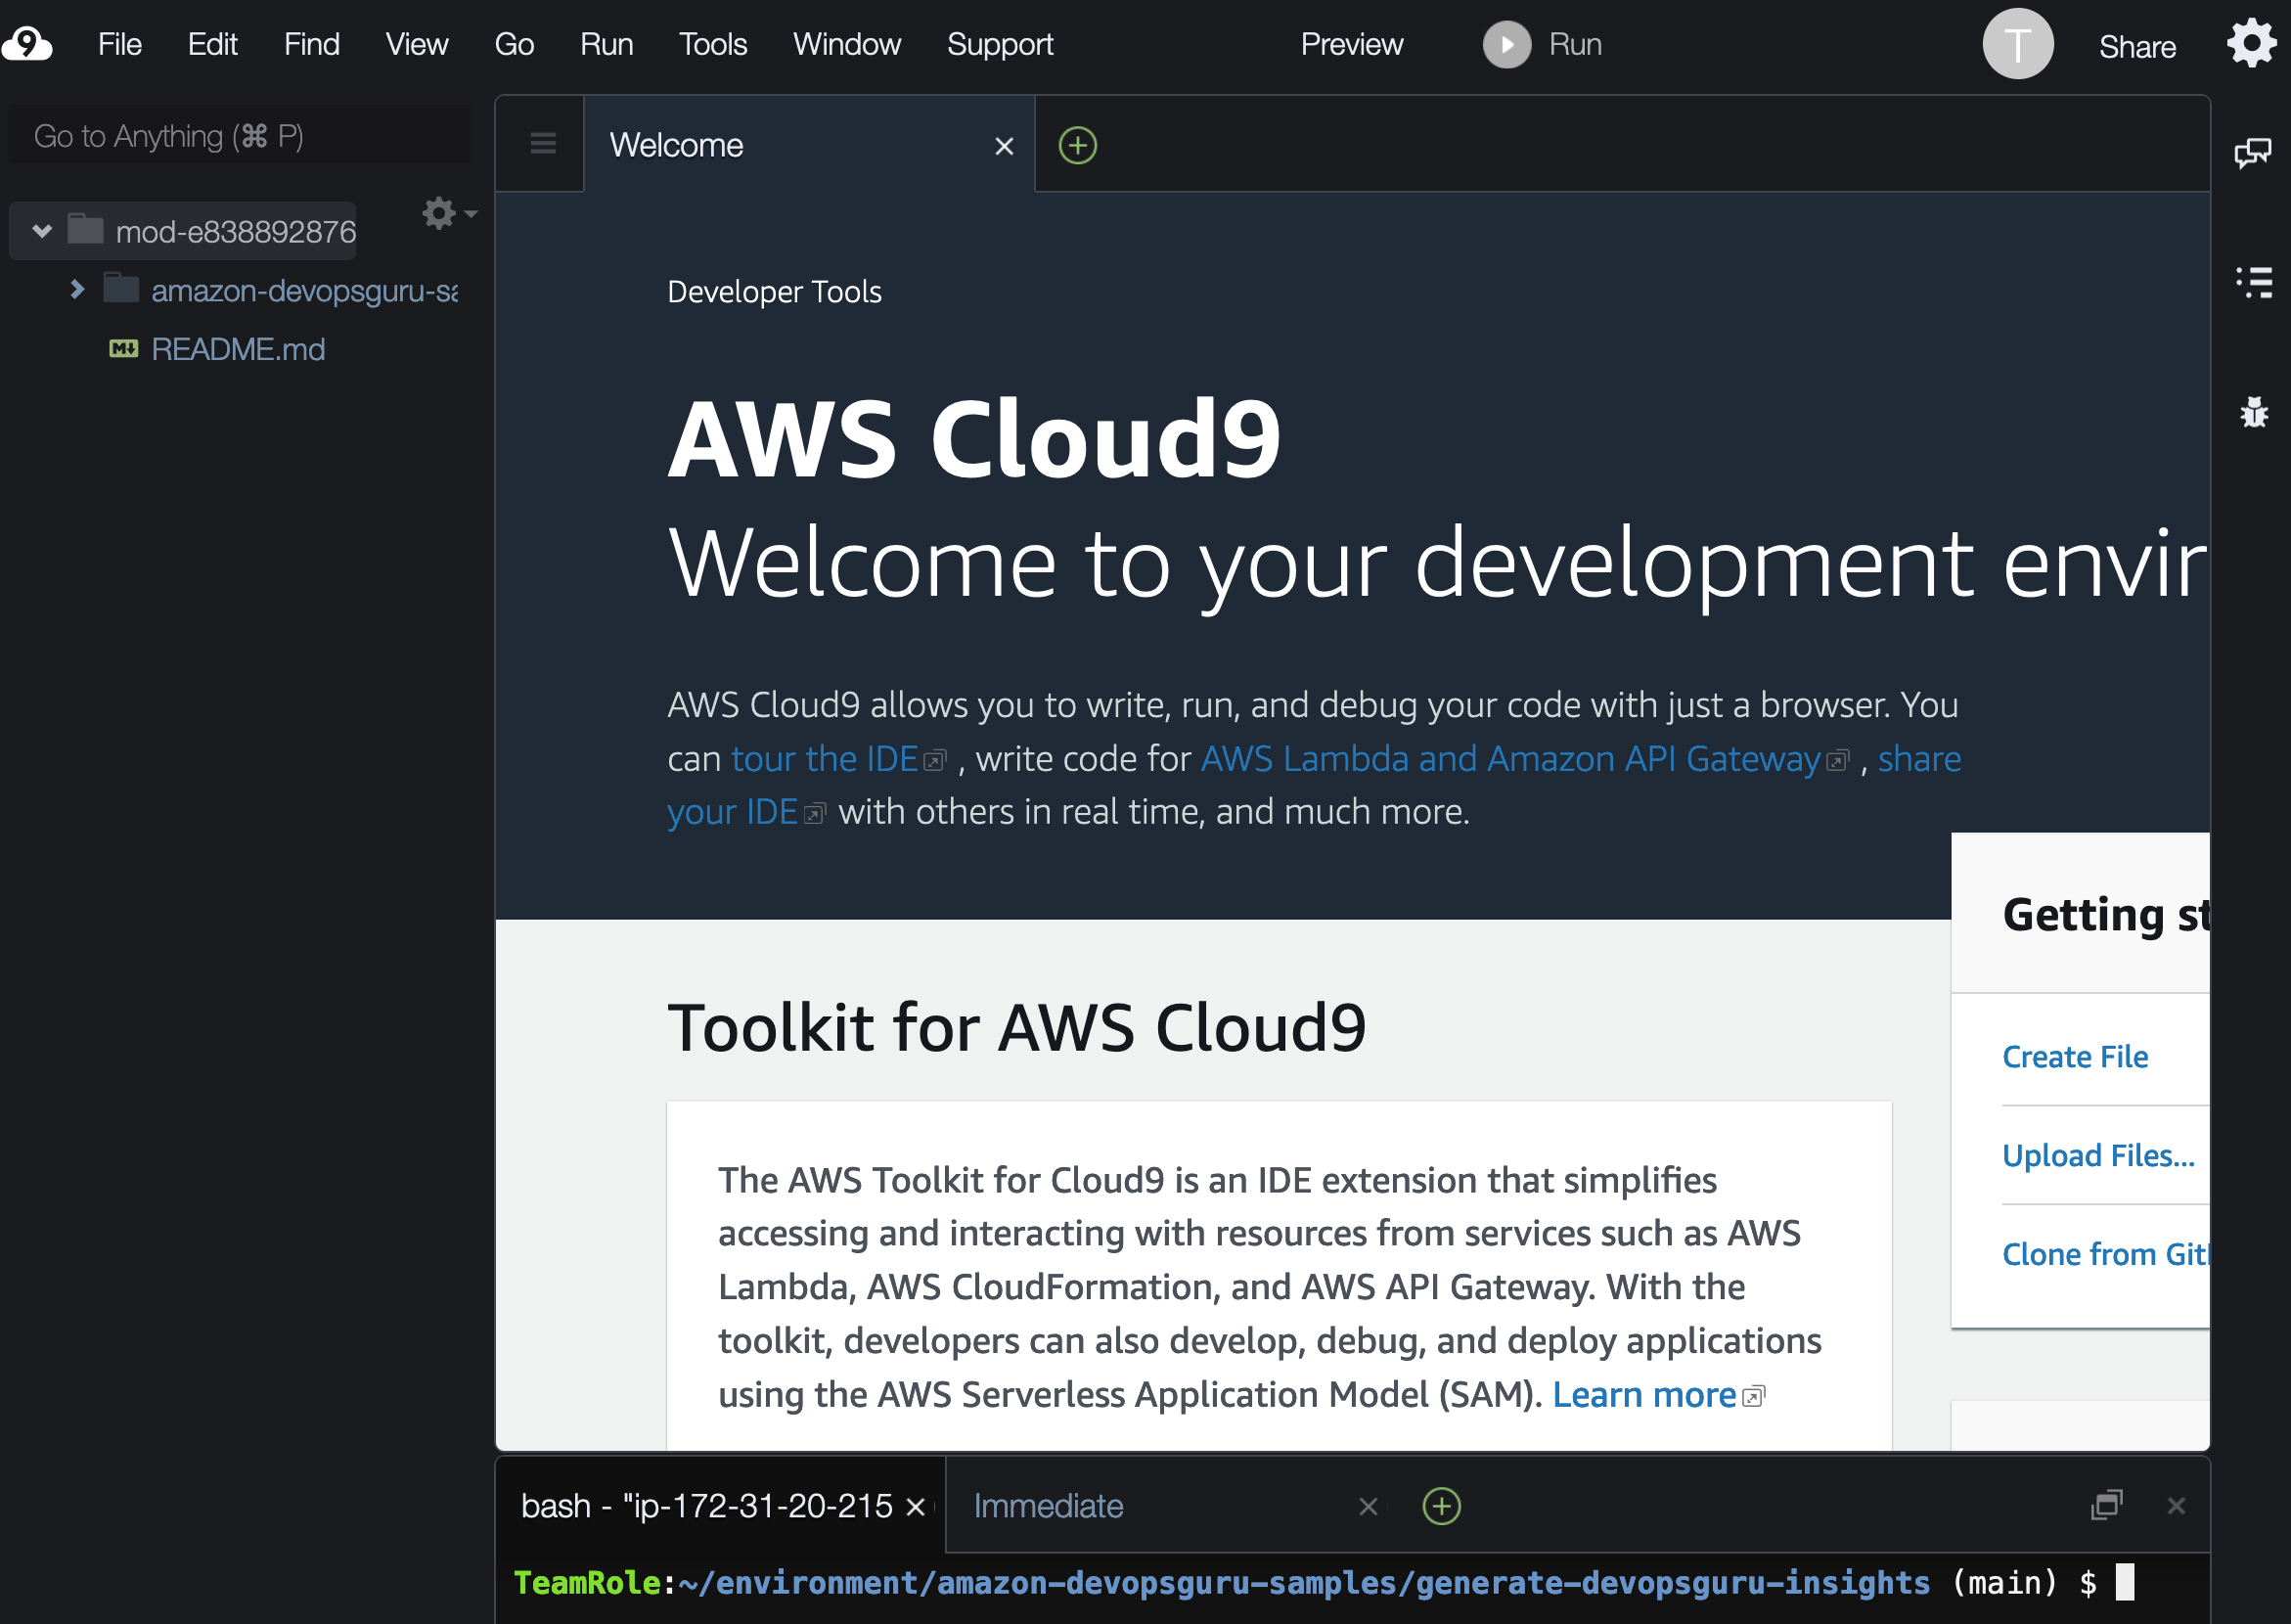 9 File Edit Find View Go Run Tools Window Support Preview Run T Share
Go to Anything (⌘ P)
mod-e838892876
amazon-devopsguru-sa
README.md
Welcome
Developer Tools
AWS Cloud9
Welcome to your development envir
AWS Cloud9 allows you to write, run, and debug your code with just a browser. You
can tour the IDE , write code for AWS Lambda and Amazon API Gateway , share
your IDE with others in real time, and much more.
Getting st
Toolkit for AWS Cloud9
Create File
Upload Files...
Clone from Git
The AWS Toolkit for Cloud9 is an IDE extension that simplifies
accessing and interacting with resources from services such as AWS
Lambda, AWS CloudFormation, and AWS API Gateway. With the
toolkit, developers can also develop, debug, and deploy applications
using the AWS Serverless Application Model (SAM). Learn more
bash - "ip-172-31-20-215
Immediate
TeamRole:~/environment/amazon-devopsguru-samples/generate-devopsguru-insights (main) $